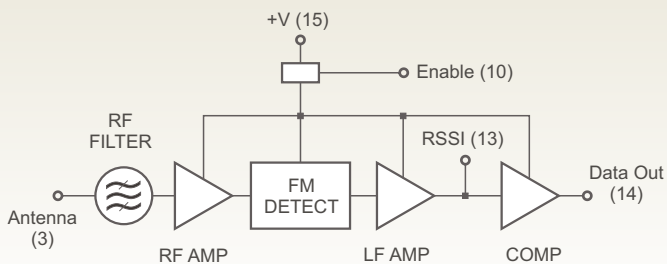 +V (15)
Enable (10)
RF
FILTER
RSSI (13)
FM
DETECT
Data Out
(14)
Antenna
(3)
RF AMP
LF AMP
COMP